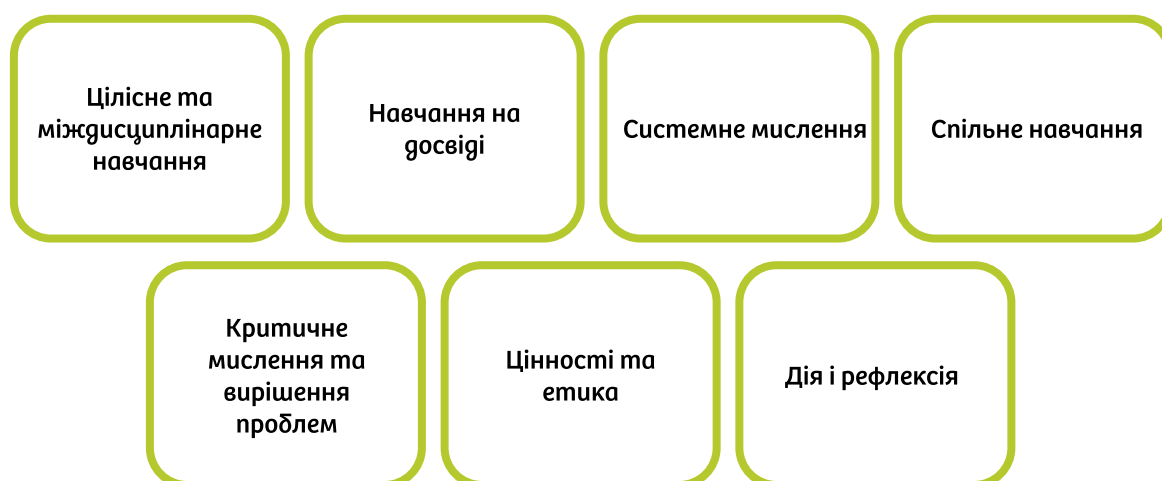 Цілісне та
міждисциплінарне
навчання
Навчання на
досвіді
Системне мислення
Спільне навчання
Критичне
мислення та
вирішення
проблем
Цінності та
етика
Дія і рефлексія